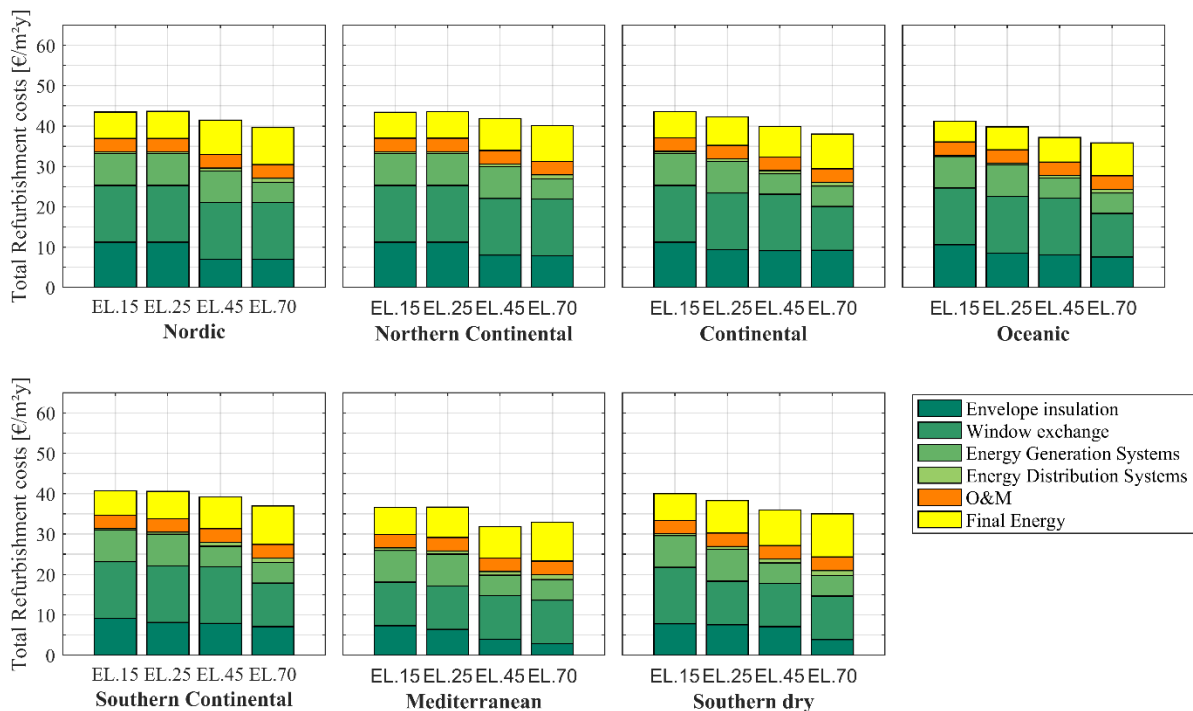 Total Refurbishment costs [€/m²y]
60
50
40
30
20
10
0
EL.15 EL.25 EL.45 EL.70
Nordic
EL.15 EL.25 EL.45 EL.70
Northern Continental
EL.15 EL.25 EL.45 EL.70
Continental
EL.15 EL.25 EL.45 EL.70
Oceanic
Total Refurbishment costs [€/m²y]
60
50
40
30
20
10
0
EL.15 EL.25 EL.45 EL.70
Southern Continental
EL.15 EL.25 EL.45 EL.70
Mediterranean
EL.15 EL.25 EL.45 EL.70
Southern dry
Envelope insulation
Window exchange
Energy Generation Systems
Energy Distribution Systems
O&M
Final Energy